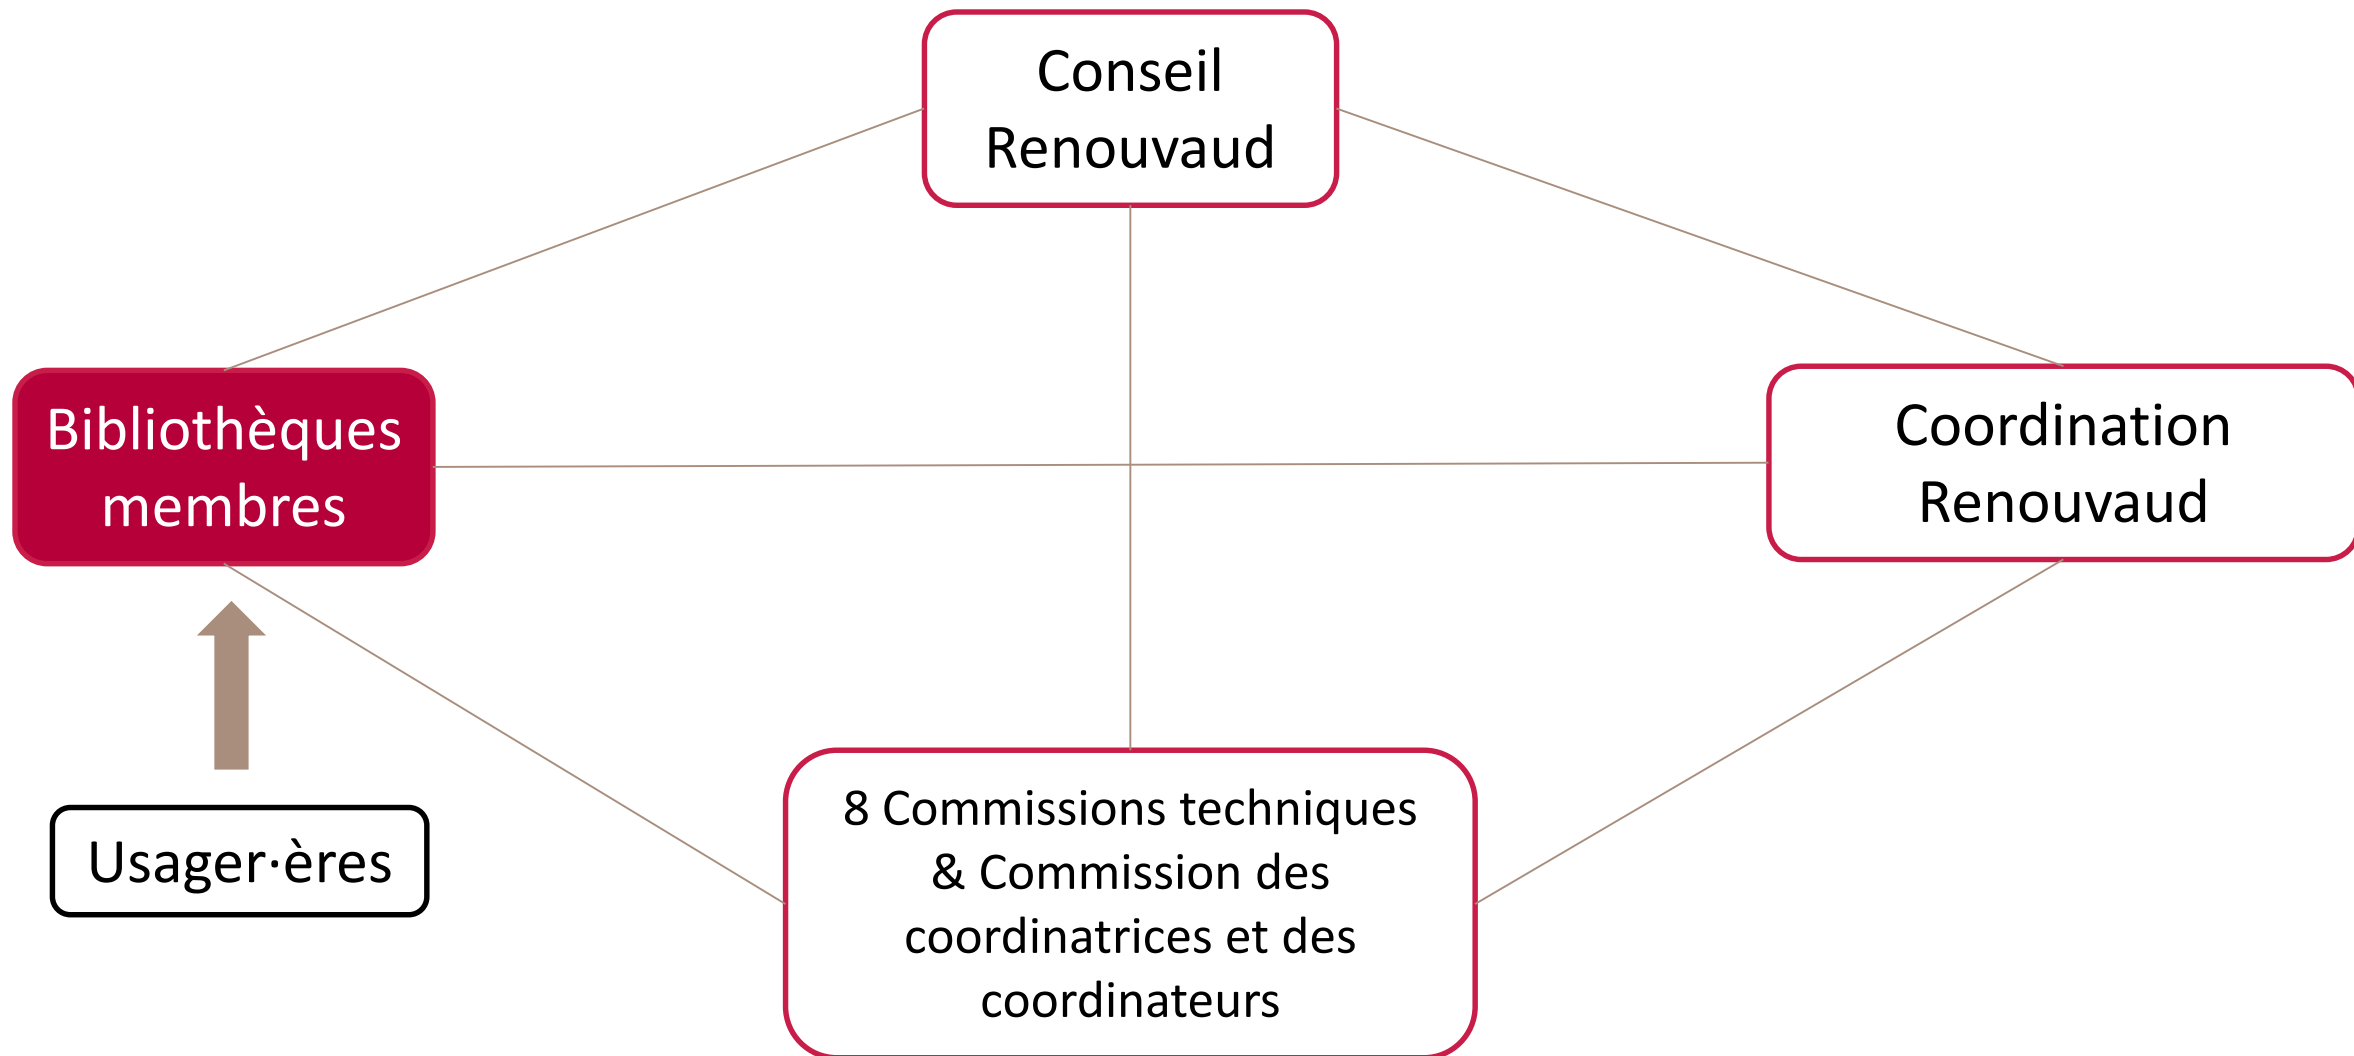 Conseil
Renouvaud
Bibliothèques
membres
Coordination
Renouvaud
Usager·ères
8 Commissions techniques
& Commission des
coordinatrices et des
coordinateurs